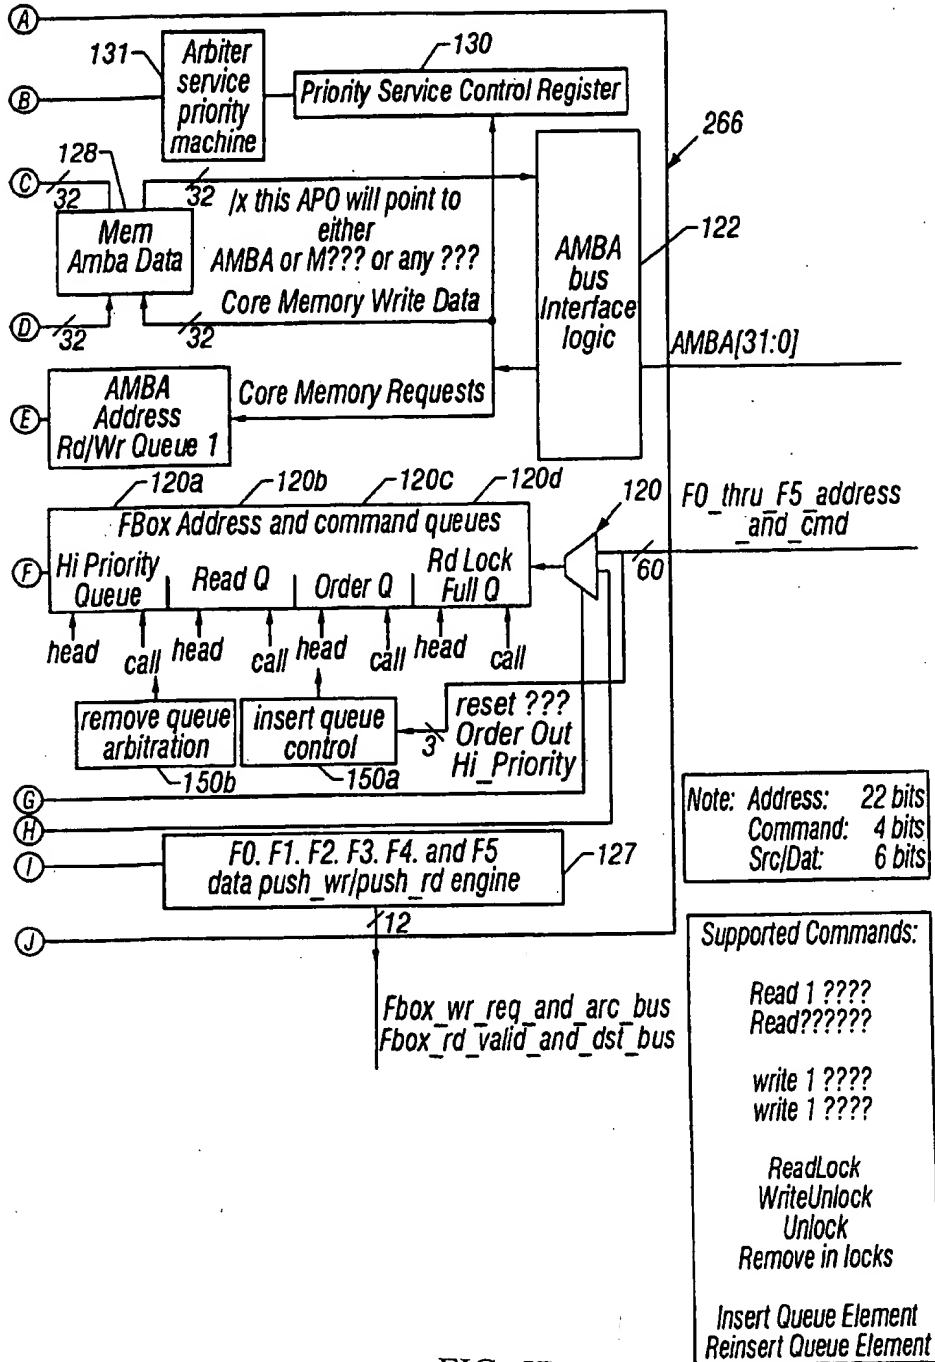 A
131
Arbiter
service
priority
machine
130
Priority Service Control Register
B
266
128
C
32
32
/x this APO will point to
either
AMBA or M??? or any ???
Mem
Amba Data
AMBA
bus
Interface
logic
122
Core Memory Write Data
D
32
32
AMBA[31:0]
AMBA
Address
Rd/Wr Queue 1
Core Memory Requests
E
120a
120b
120c
120d
120
F0_thru_F5_address
_and_cmd
60
FBox Address and command queues
F
Hi Priority
Queue
Read Q
Order Q
Rd Lock
Full Q
head
call
head
call
head
call
head
call
remove queue
arbitration
150b
insert queue
control
150a
3
reset ???
Order Out
Hi_Priority
G
H
I
F0. F1. F2. F3. F4. and F5
data push_wr/push_rd engine
127
12
J
Fbox_wr_req_and_arc_bus
Fbox_rd_valid_and_dst_bus
Note: Address: 22 bits
Command: 4 bits
Src/Dat: 6 bits
Supported Commands:
Read 1 ????
Read??????
write 1 ????
write 1 ????
ReadLock
WriteUnlock
Unlock
Remove in locks
Insert Queue Element
Reinsert Queue Element